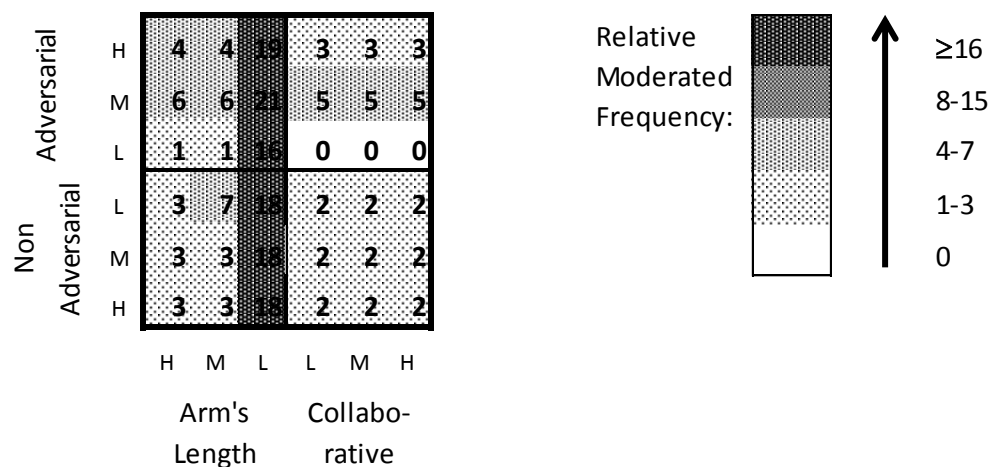 Adversarial
Non
Adversarial
H 4 4 19 3 3 3
M 6 6 21 5 5 5
L 1 1 16 0 0 0
L 3 7 18 2 2 2
M 3 3 18 2 2 2
H 3 3 18 2 2 2
H M L L M H
Arm's
Length
Collabo-
rative
Relative
Moderated
Frequency:
≥16
8-15
4-7
1-3
0